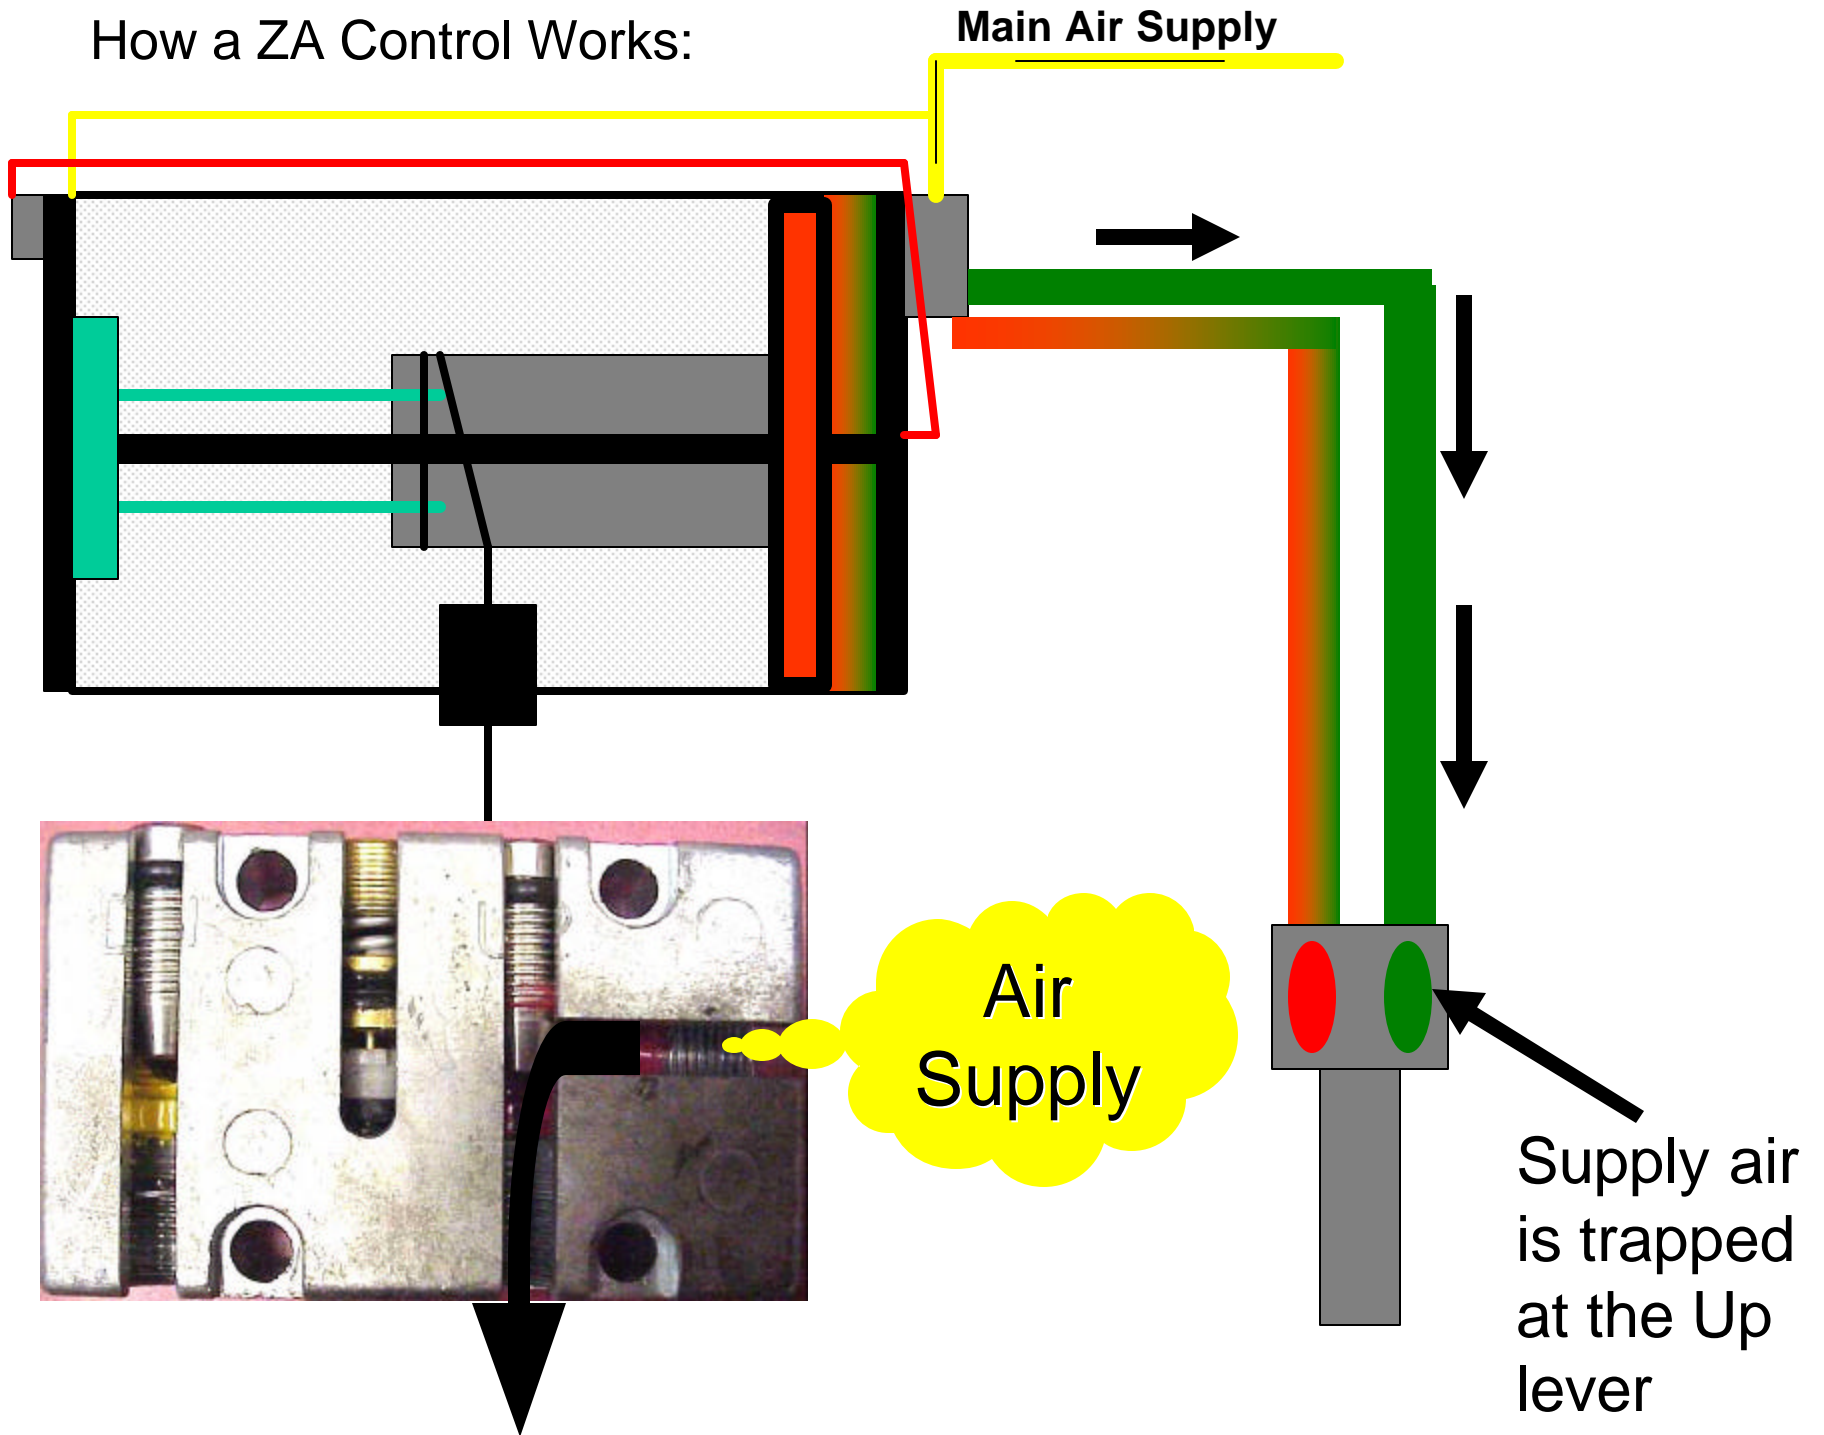 How a ZA Control Works:
Main Air Supply
Air
Supply
Supply air
is trapped
at the Up
lever